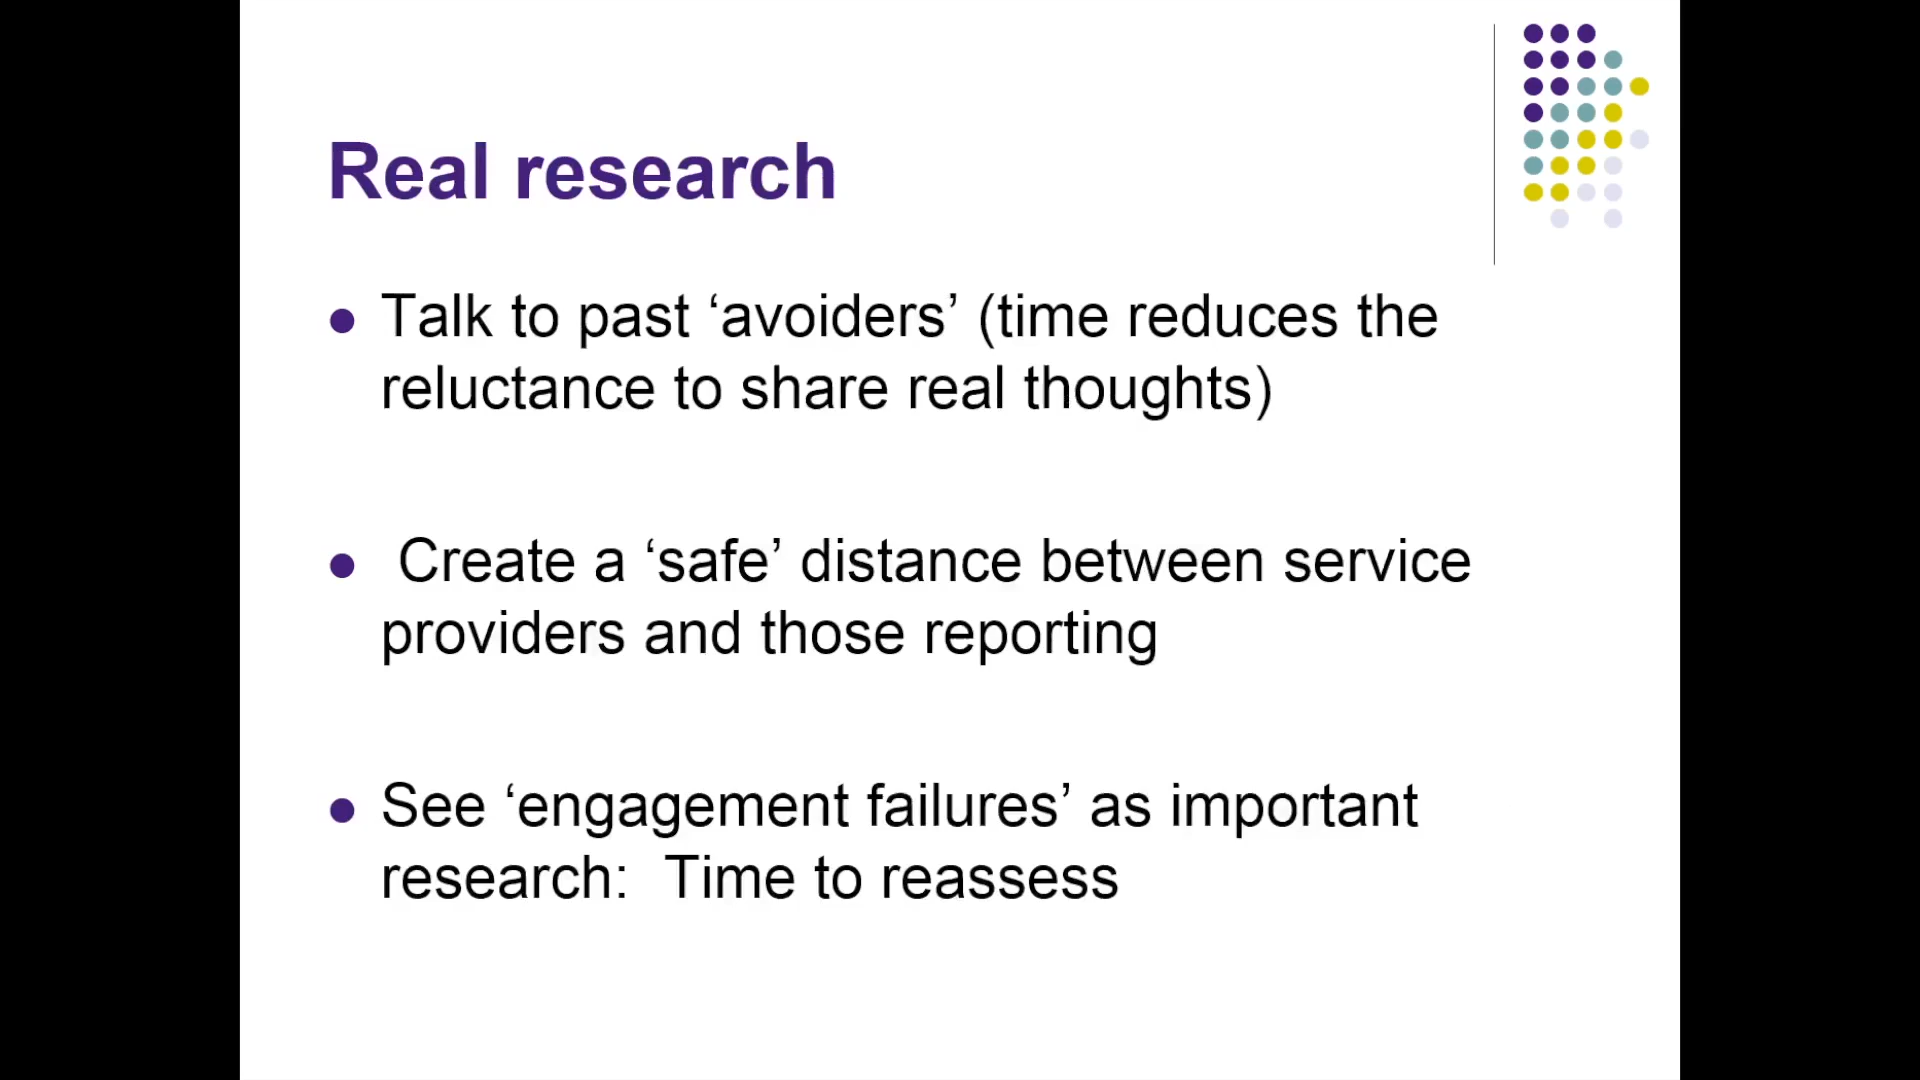 Real research
Talk to past ‘avoiders’ (time reduces the
reluctance to share real thoughts)
Create a ‘safe’ distance between service
providers and those reporting
See ‘engagement failures’ as important
research:  Time to reassess